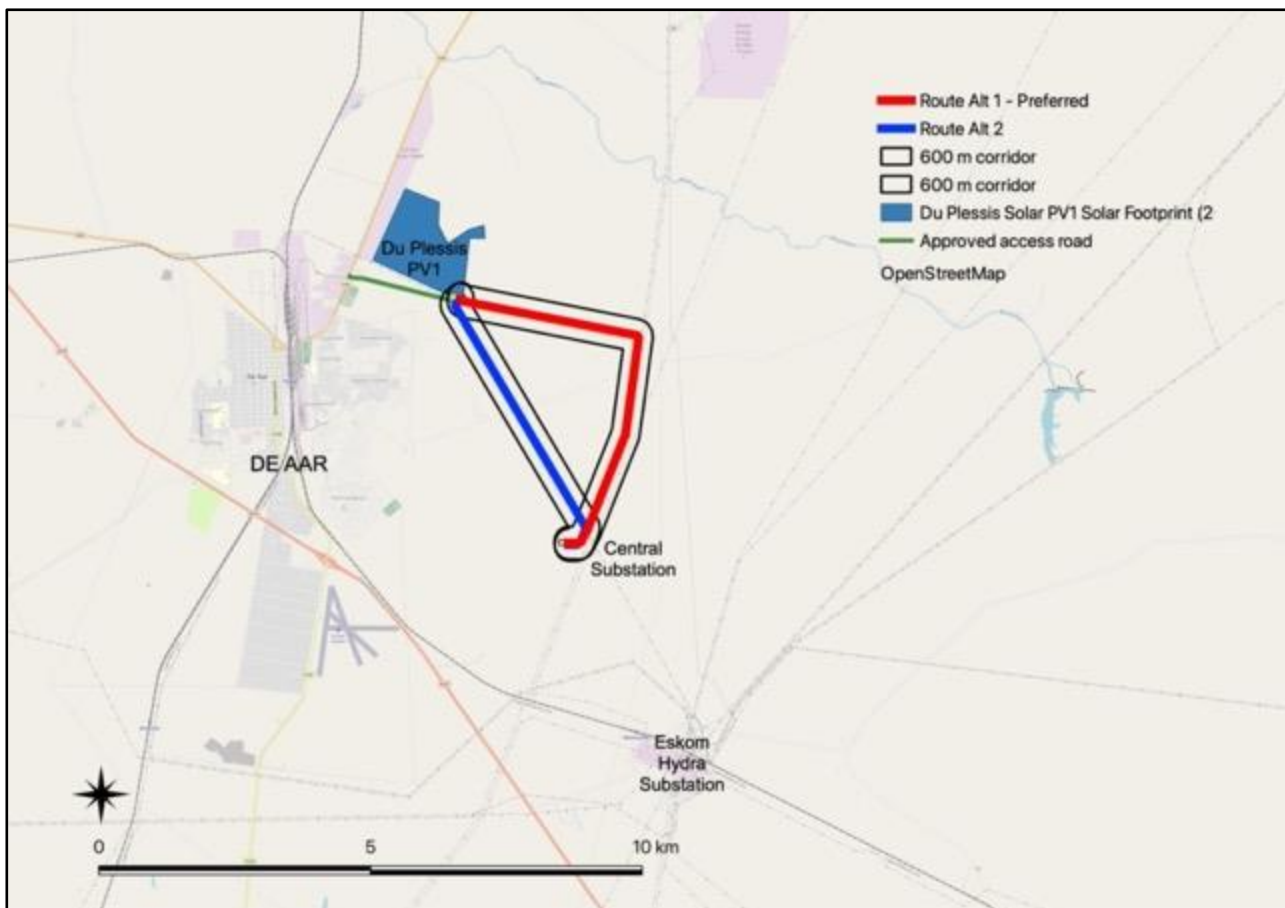 Route Alt 1 - Preferred
Route Alt 2
600 m corridor
600 m corridor
Du Plessis Solar PV1 Solar Footprint (2
Approved access road
OpenStreetMap
Du Plessis
PV1
DE AAR
Central
Substation
Eskom
Hydra
Substation
0 5 10 km